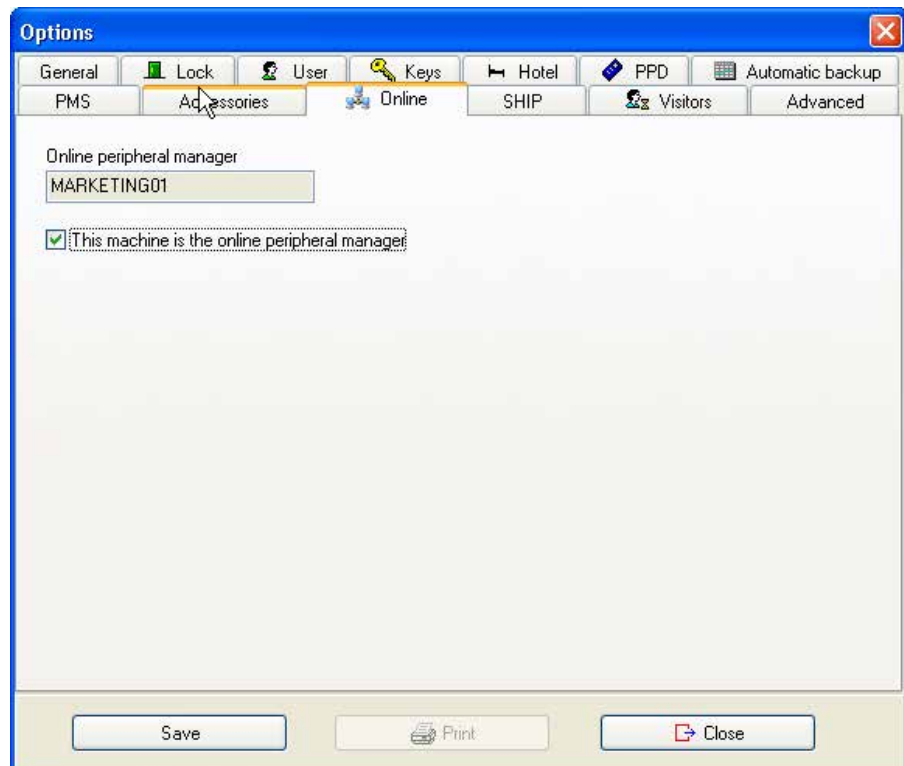 Options
General Lock User Keys Hotel PPD Automatic backup
PMS Accessories Online SHIP Visitors Advanced
Online peripheral manager
MARKETING01
This machine is the online peripheral manager
Save Print Close